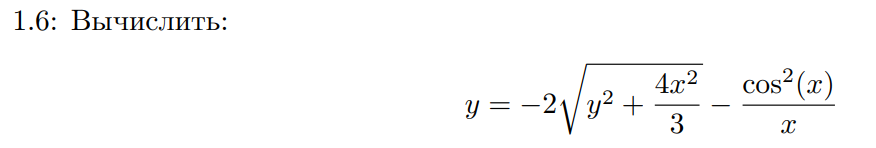 1.6: Вычислить:
y = −2√(y² + 4x²/3) − cos²(x)/x